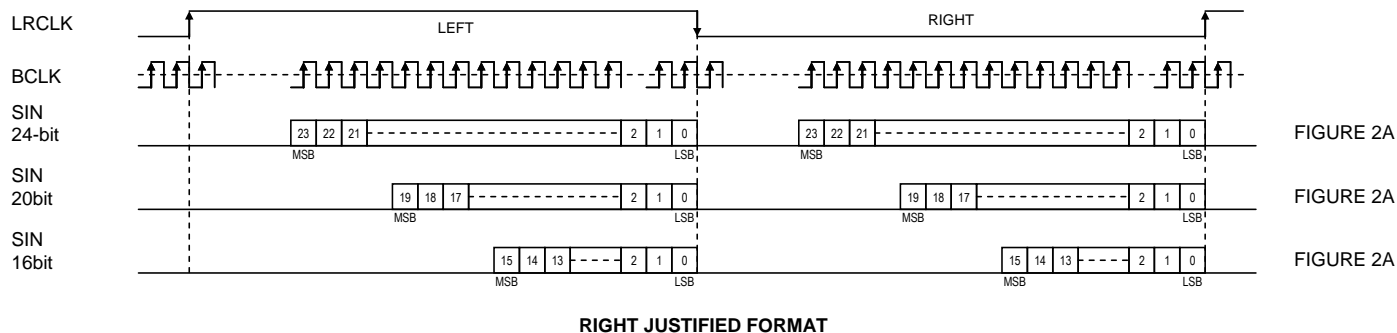 LRCLK
LEFT
RIGHT
BCLK
SIN
24-bit
23 22 21 2 1 0
MSB LSB
23 22 21 2 1 0
MSB LSB
FIGURE 2A
SIN
20bit
19 18 17 2 1 0
MSB LSB
19 18 17 2 1 0
MSB LSB
FIGURE 2A
SIN
16bit
15 14 13 2 1 0
MSB LSB
15 14 13 2 1 0
MSB LSB
FIGURE 2A
RIGHT JUSTIFIED FORMAT